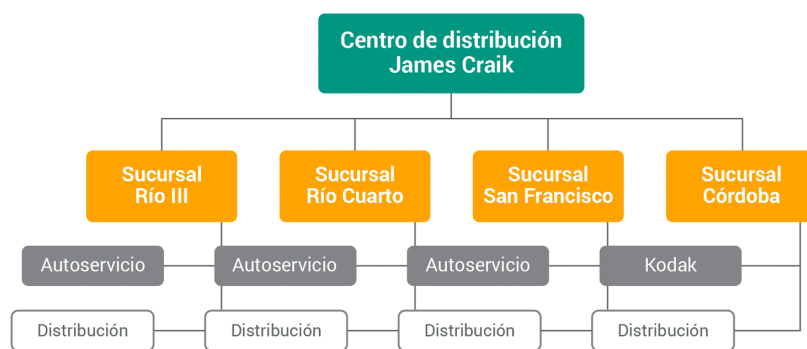 Centro de distribución
James Craik
Sucursal
Río III
Sucursal
Río Cuarto
Sucursal
San Francisco
Sucursal
Córdoba
Autoservicio
Autoservicio
Autoservicio
Kodak
Distribución
Distribución
Distribución
Distribución